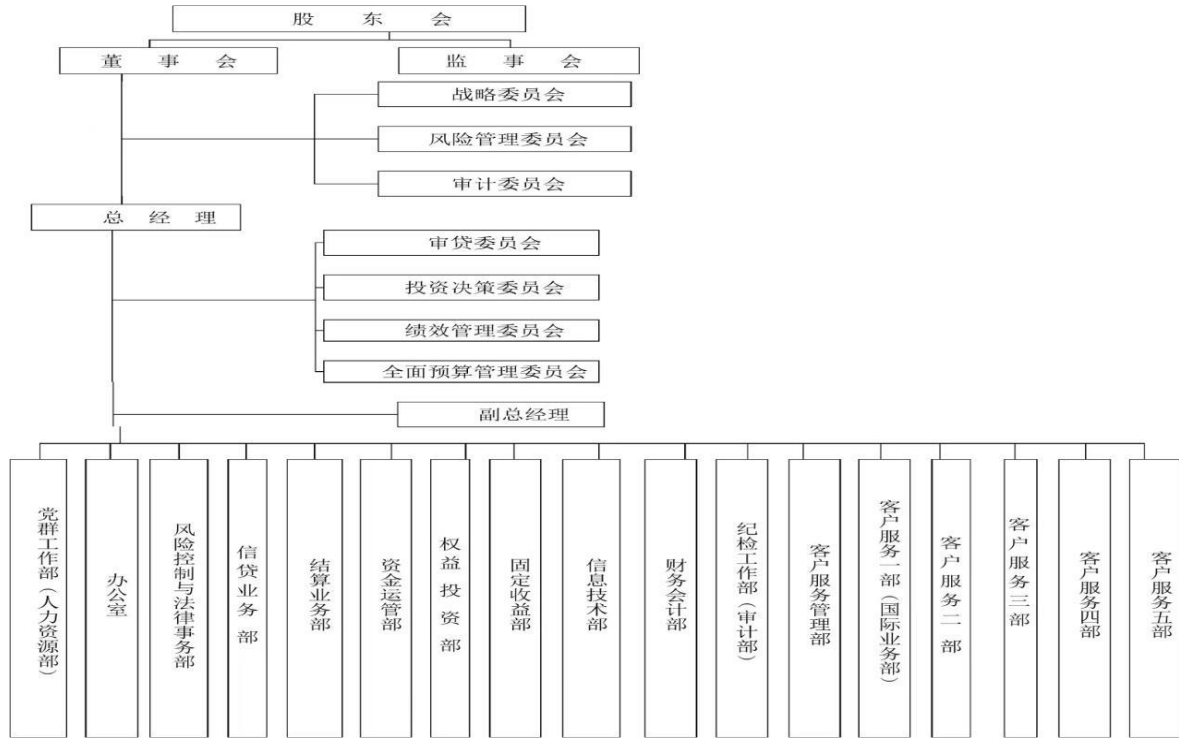 股东会
董事会
监事会
战略委员会
风险管理委员会
审计委员会
总经理
审贷委员会
投资决策委员会
绩效管理委员会
全面预算管理委员会
副总经理
党群工作部（人力资源部）
办公室
风险控制与法律事务部
信贷业务部
结算业务部
资金运管部
权益投资部
固定收益部
信息技术部
财务会计部
纪检工作部（审计部）
客户服务管理部
客户服务一部（国际业务部）
客户服务二部
客户服务三部
客户服务四部
客户服务五部